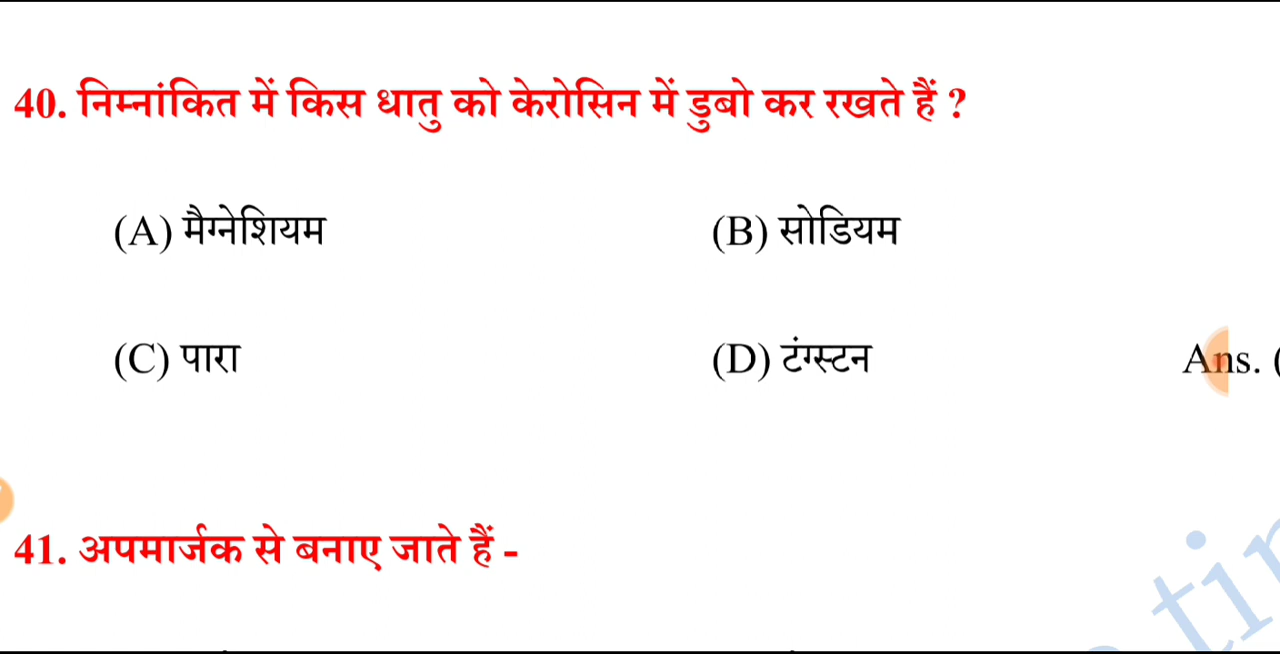 40. निम्नांकित में किस धातु को केरोसिन में डुबो कर रखते हैं ?
(A) मैग्नेशियम (B) सोडियम
(C) पारा (D) टंग्स्टन Ans. (
41. अपमार्जक से बनाए जाते हैं -